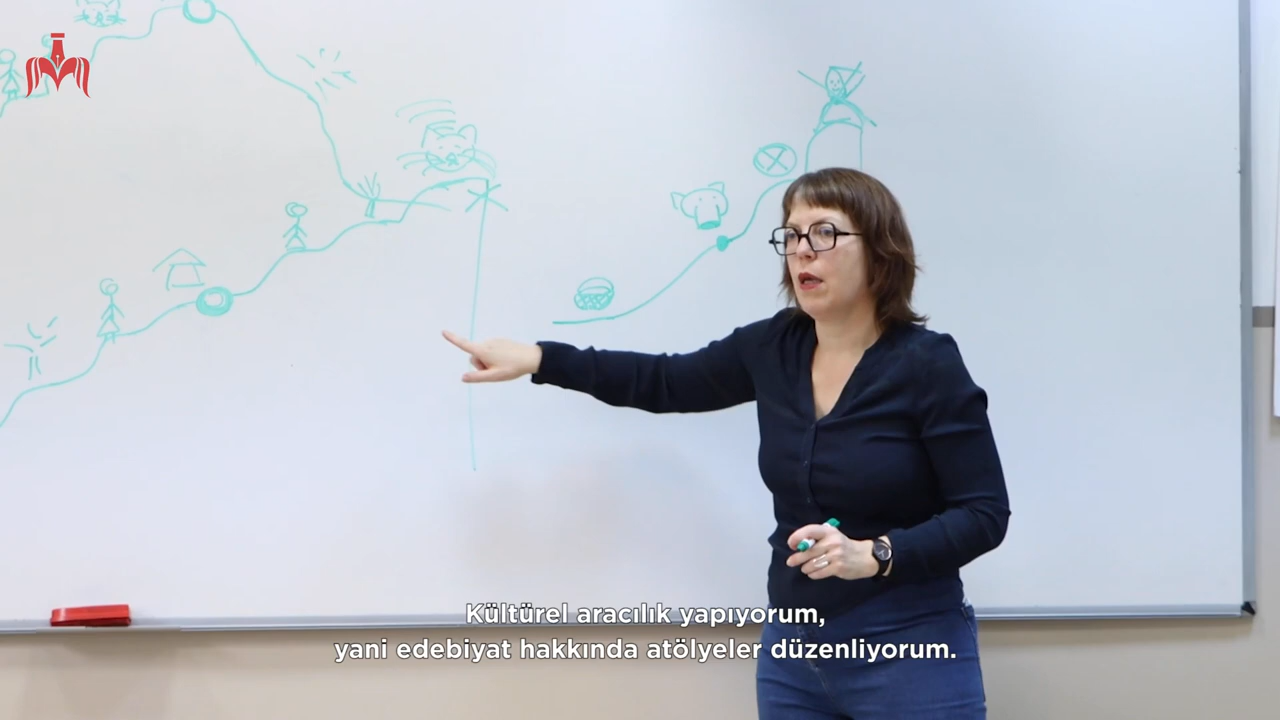 Kültürel aracılık yapıyorum,
yani edebiyat hakkında atölyeler düzenliyorum.